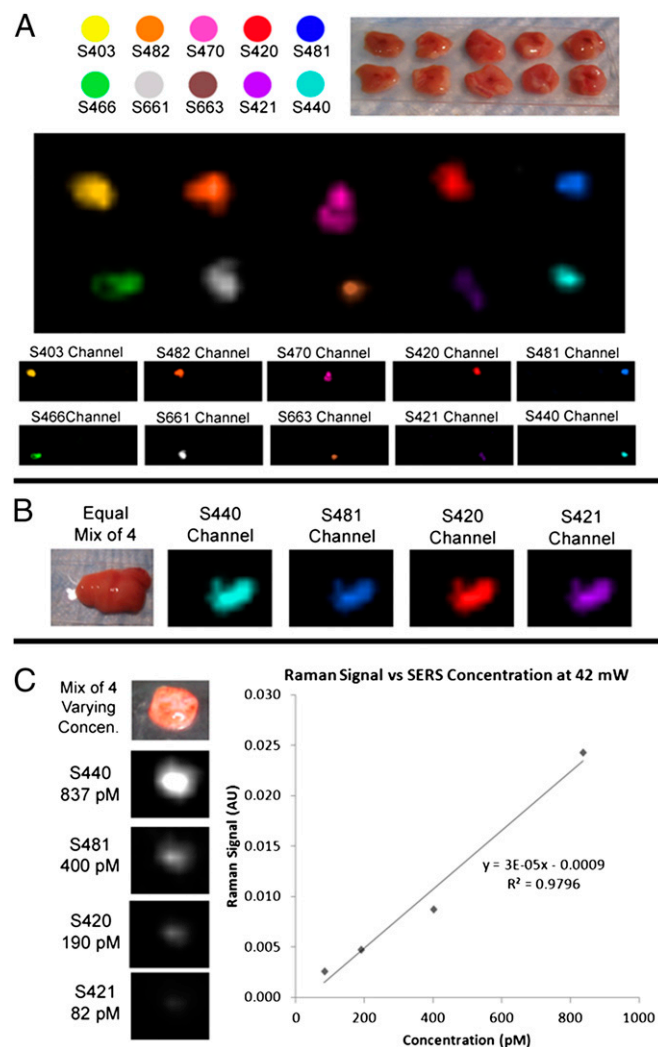 A
S403 S482 S470 S420 S481
S466 S661 S663 S421 S440
S403 Channel S482 Channel S470 Channel S420 Channel S481 Channel
S466Channel S661 Channel S663 Channel S421 Channel S440 Channel
B
Equal
Mix of 4
S440
Channel
S481
Channel
S420
Channel
S421
Channel
C
Mix of 4
Varying
Concen.
S440
837 pM
S481
400 pM
S420
190 pM
S421
82 pM
Raman Signal vs SERS Concentration at 42 mW
Raman Signal (AU)
0.030
0.025
0.020
0.015
0.010
0.005
0.000
y = 3E-05x - 0.0009
R² = 0.9796
0 200 400 600 800 1000
Concentration (pM)